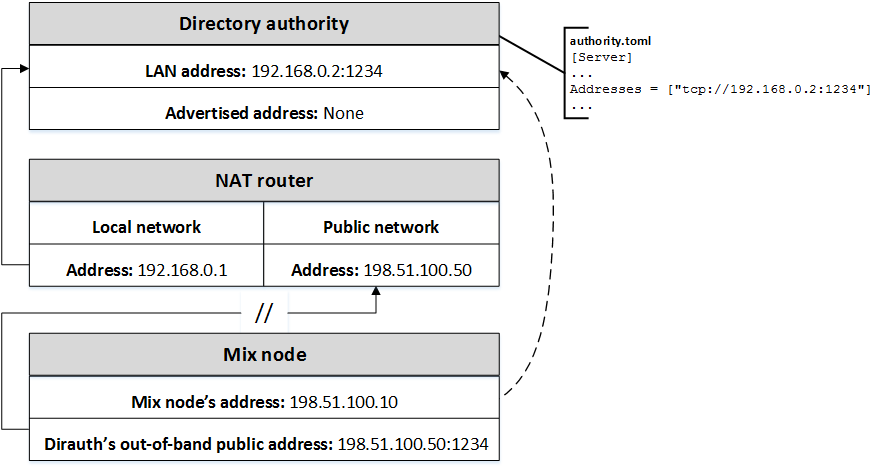 Directory authority
LAN address: 192.168.0.2:1234
Advertised address: None
authority.toml
[Server]
...
Addresses = ["tcp://192.168.0.2:1234"]
...
NAT router
Local network
Public network
Address: 192.168.0.1
Address: 198.51.100.50
//
Mix node
Mix node’s address: 198.51.100.10
Dirauth’s out-of-band public address: 198.51.100.50:1234